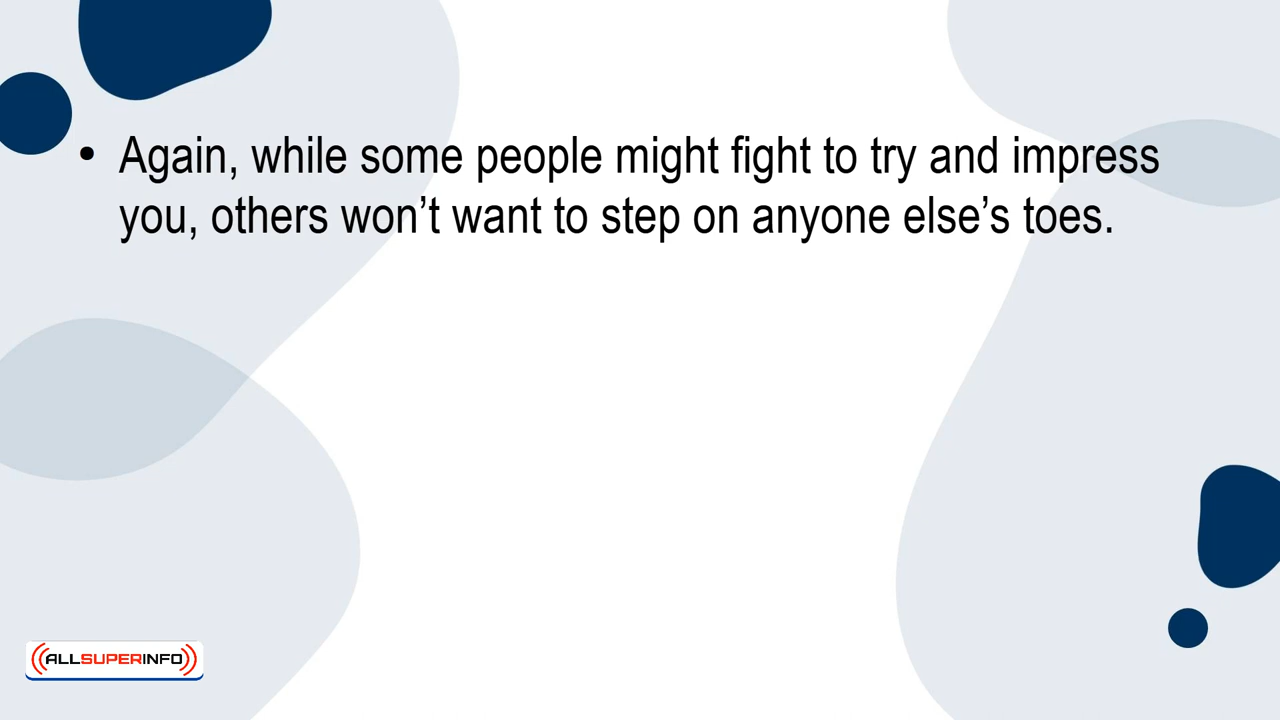 • Again, while some people might fight to try and impress
you, others won’t want to step on anyone else’s toes.
ALLSUPERINFO